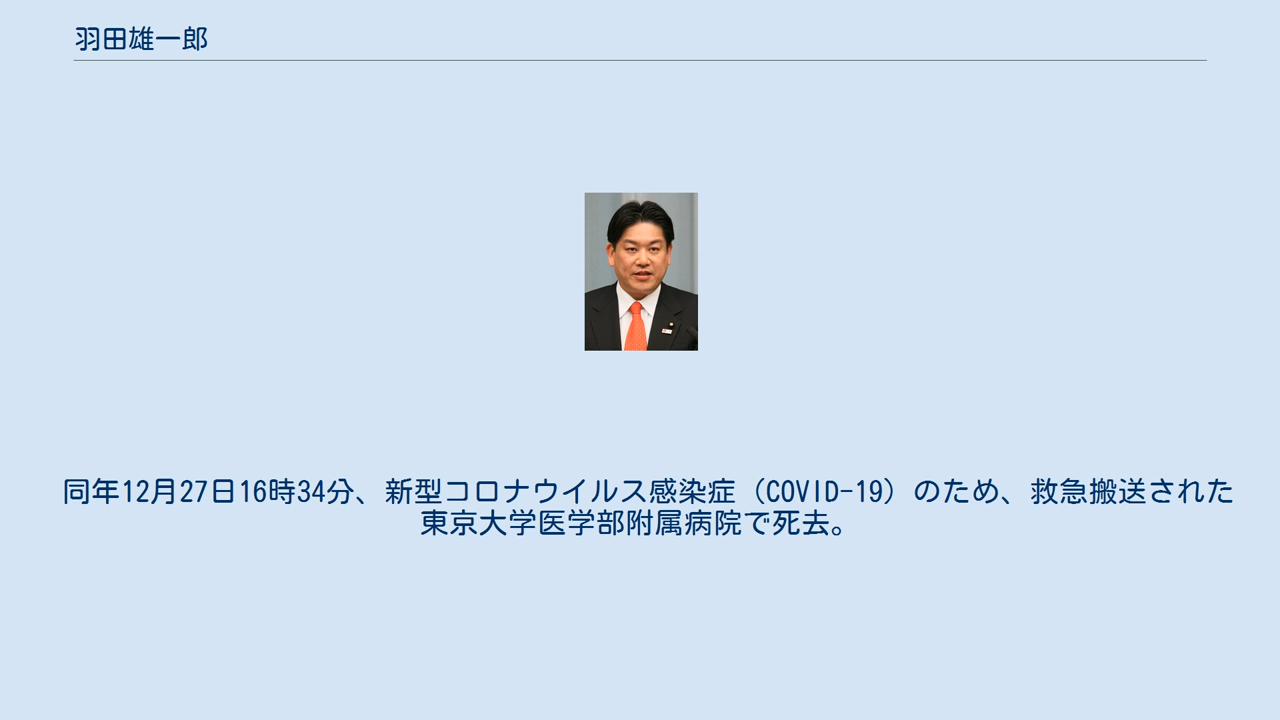 羽田雄一郎
同年12月27日16時34分、新型コロナウイルス感染症（COVID-19）のため、救急搬送された
東京大学医学部附属病院で死去。